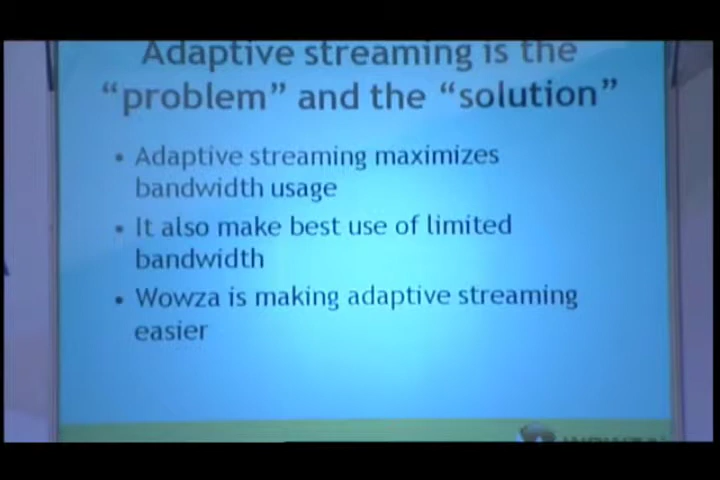 Adaptive streaming is the
“problem” and the “solution”
• Adaptive streaming maximizes
bandwidth usage
• It also make best use of limited
bandwidth
• Wowza is making adaptive streaming
easier